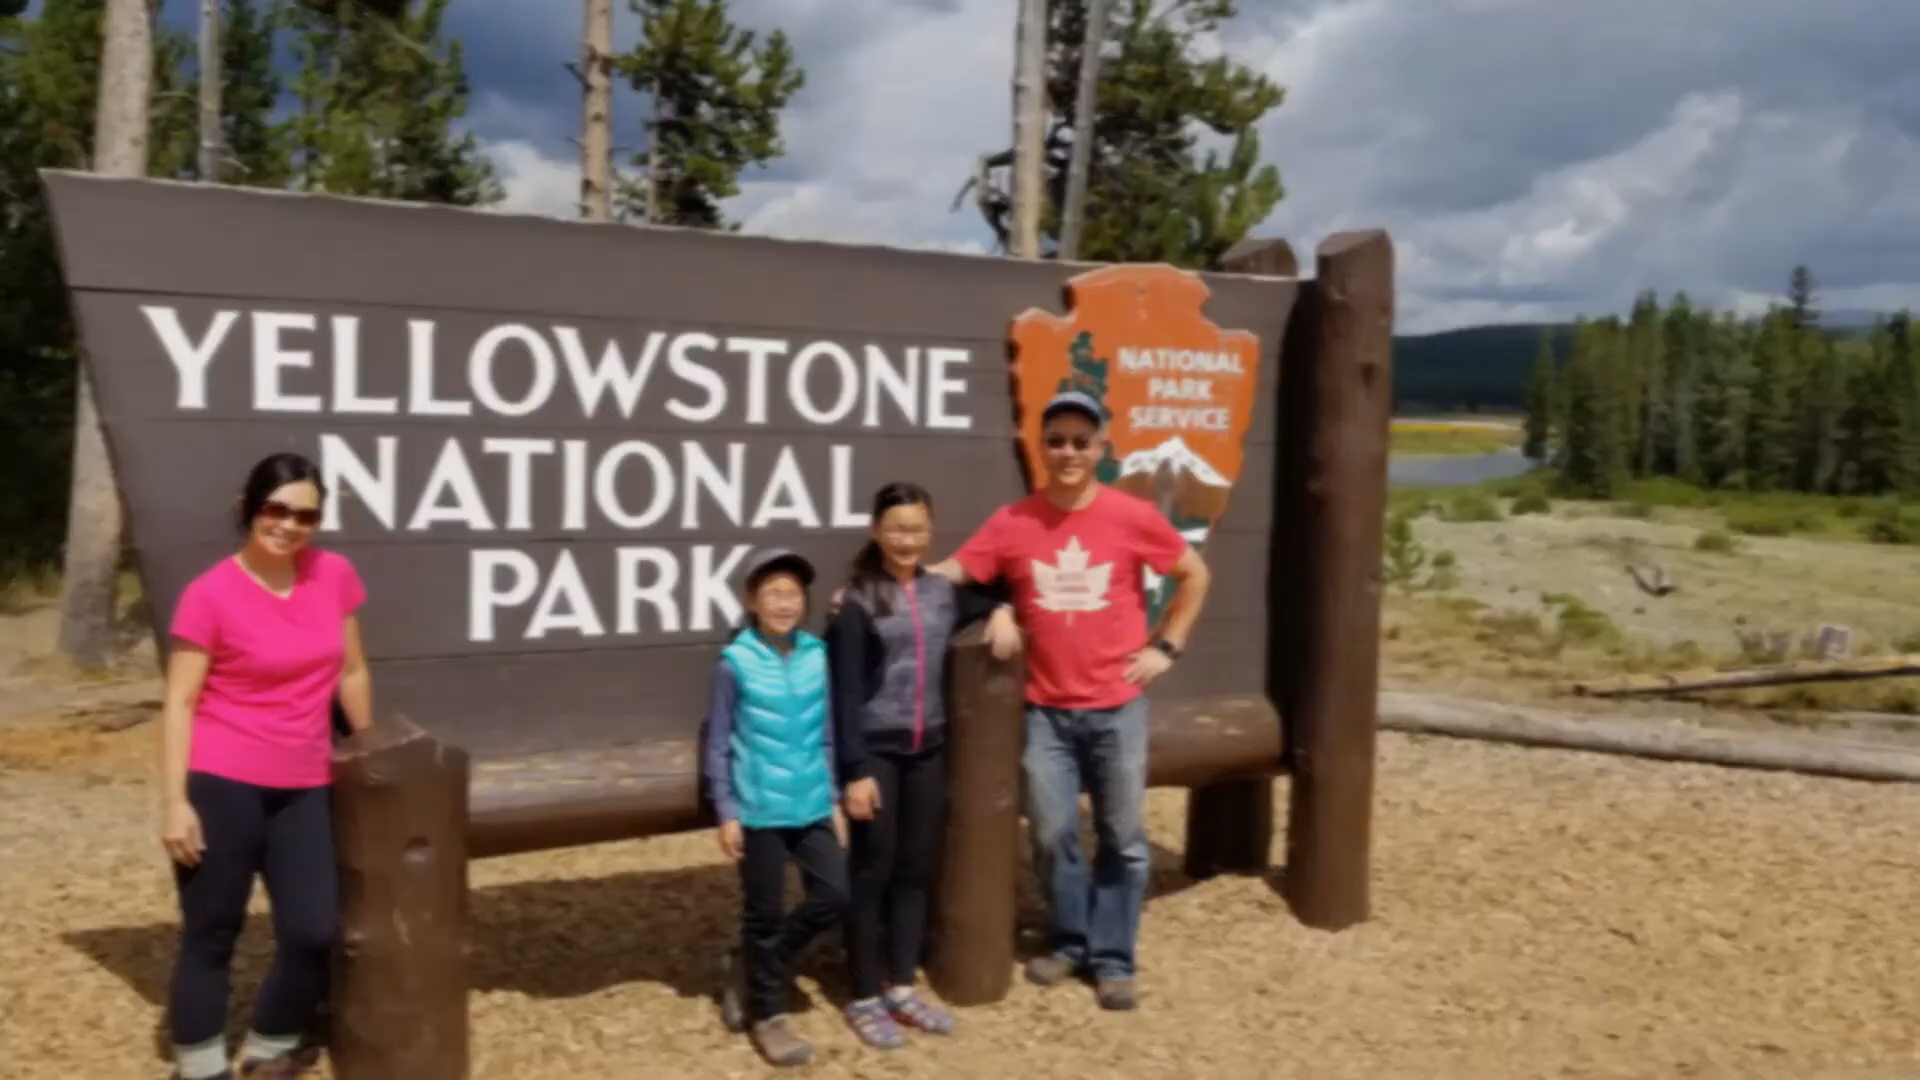 YELLOWSTONE
NATIONAL
PARK
NATIONAL
PARK
SERVICE